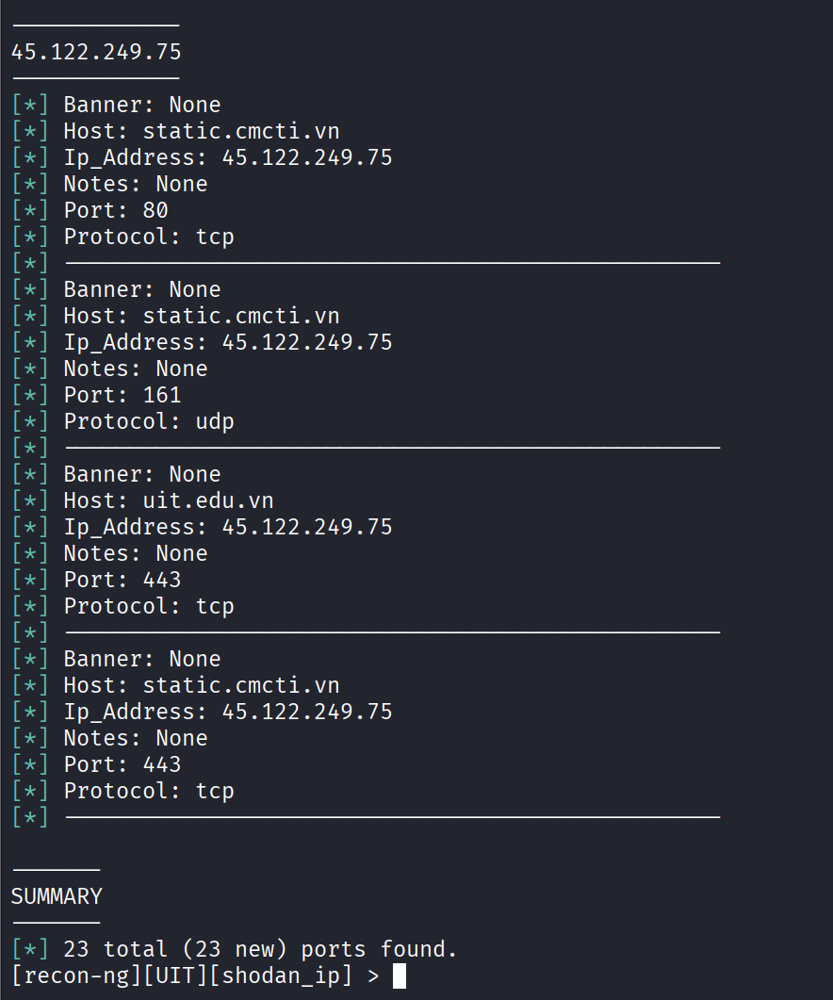 45.122.249.75
[*] Banner: None
[*] Host: static.cmcti.vn
[*] Ip_Address: 45.122.249.75
[*] Notes: None
[*] Port: 80
[*] Protocol: tcp
[*] --------------------------------------------------
[*] Banner: None
[*] Host: static.cmcti.vn
[*] Ip_Address: 45.122.249.75
[*] Notes: None
[*] Port: 161
[*] Protocol: udp
[*] --------------------------------------------------
[*] Banner: None
[*] Host: uit.edu.vn
[*] Ip_Address: 45.122.249.75
[*] Notes: None
[*] Port: 443
[*] Protocol: tcp
[*] --------------------------------------------------
[*] Banner: None
[*] Host: static.cmcti.vn
[*] Ip_Address: 45.122.249.75
[*] Notes: None
[*] Port: 443
[*] Protocol: tcp
[*] --------------------------------------------------
SUMMARY
[*] 23 total (23 new) ports found.
[recon-ng][UIT][shodan_ip] >